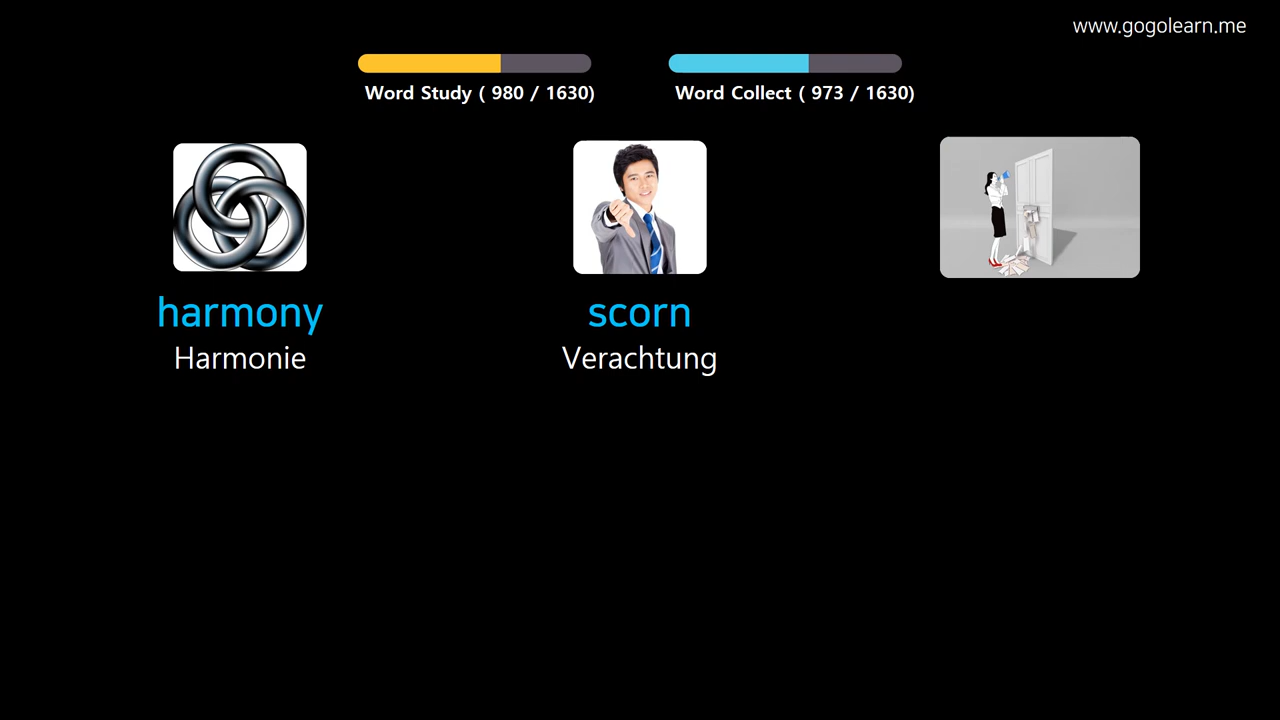 www.gogolearn.me
Word Study ( 980 / 1630)
Word Collect ( 973 / 1630)
harmony
scorn
Harmonie
Verachtung